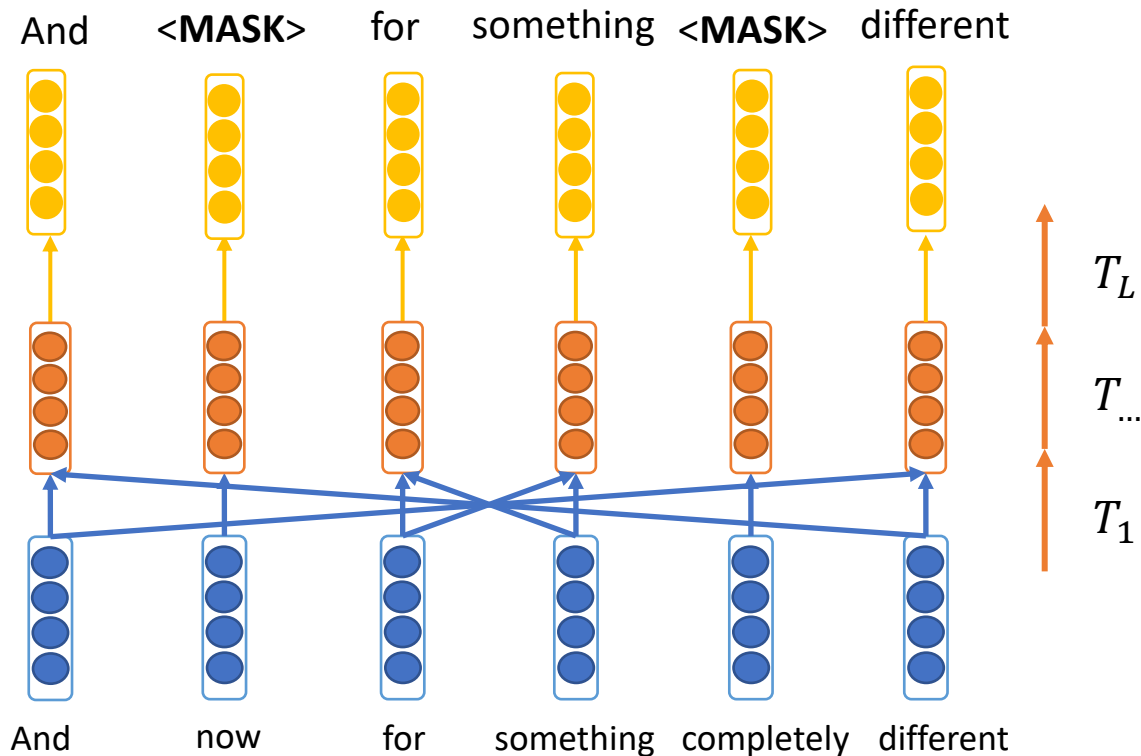 And <MASK> for something <MASK> different
T_L
T_...
T_1
And now for something completely different